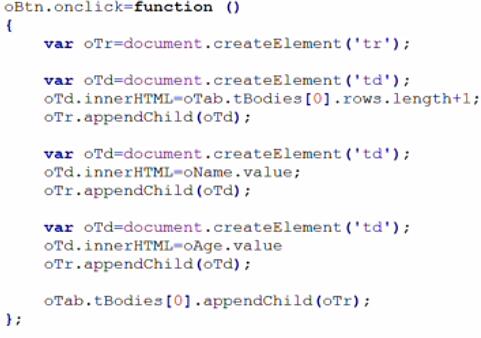 oBtn.onclick=function ()
{
    var oTr=document.createElement('tr');

    var oTd=document.createElement('td');
    oTd.innerHTML=oTab.tBodies[0].rows.length+1;
    oTr.appendChild(oTd);

    var oTd=document.createElement('td');
    oTd.innerHTML=oName.value;
    oTr.appendChild(oTd);

    var oTd=document.createElement('td');
    oTd.innerHTML=oAge.value
    oTr.appendChild(oTd);

    oTab.tBodies[0].appendChild(oTr);
};